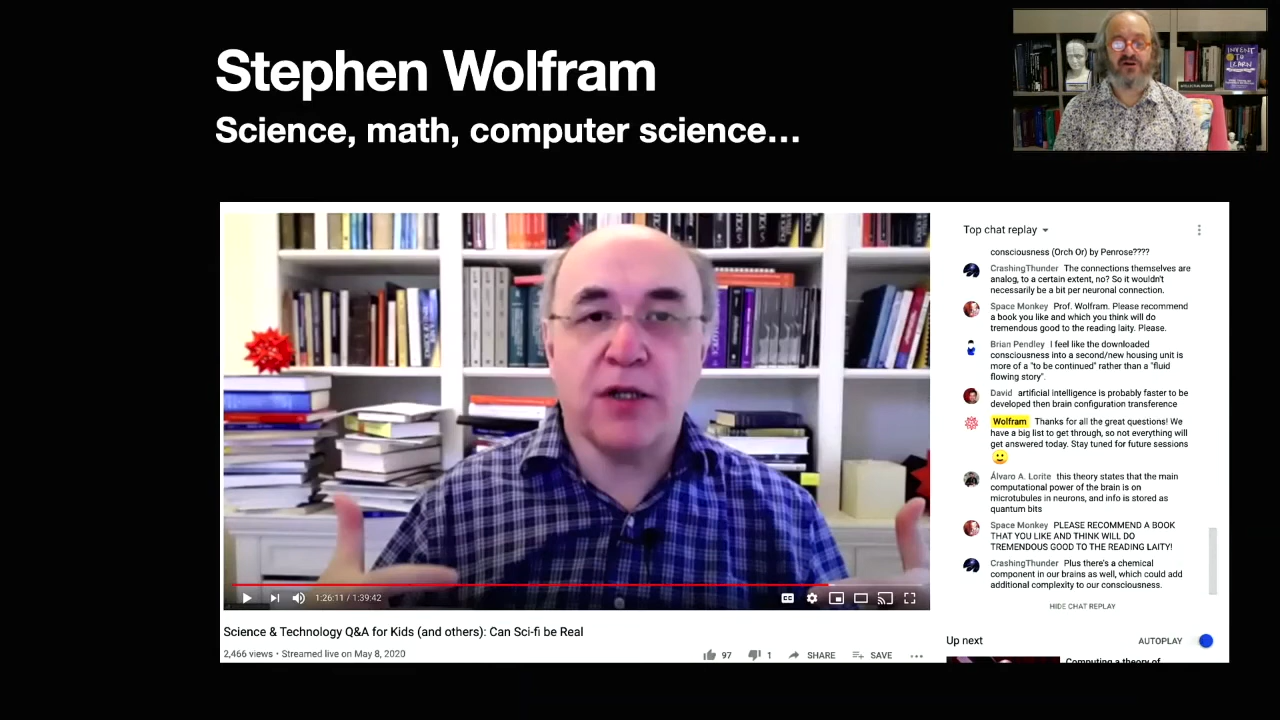 Stephen Wolfram
Science, math, computer science...
INTENT
TO
LEARN
Top chat replay
consciousness (Orch Or) by Penrose????
CrashingThunder The connections themselves are
analog, to a certain extent, no? So it wouldn't
necessarily be a bit per neuronal connection.
Space Monkey Prof. Wolfram. Please recommend
a book you like and which you think will do
tremendous good to the reading laity. Please.
Brian Pendley I feel like the downloaded
consciousness into a second/new housing unit is
more of a "to be continued" rather than a "fluid
flowing story".
David artificial intelligence is probably faster to be
developed then brain configuration transference
Wolfram Thanks for all the great questions! We
have a big list to get through, so not everything will
get answered today. Stay tuned for future sessions
Álvaro A. Lorite this theory states that the main
computational power of the brain is on
microtubules in neurons, and info is stored as
quantum bits
Space Monkey PLEASE RECOMMEND A BOOK
THAT YOU LIKE AND THINK WILL DO
TREMENDOUS GOOD TO THE READING LAITY!
CrashingThunder Plus there's a chemical
component in our brains as well, which could add
additional complexity to our consciousness.
HIDE CHAT REPLAY
1:26:11 / 1:39:42
CC
Science & Technology Q&A for Kids (and others): Can Sci-fi be Real
2,466 views • Streamed live on May 8, 2020
97
1
SHARE
SAVE
Up next
AUTOPLAY
Computing a theory of